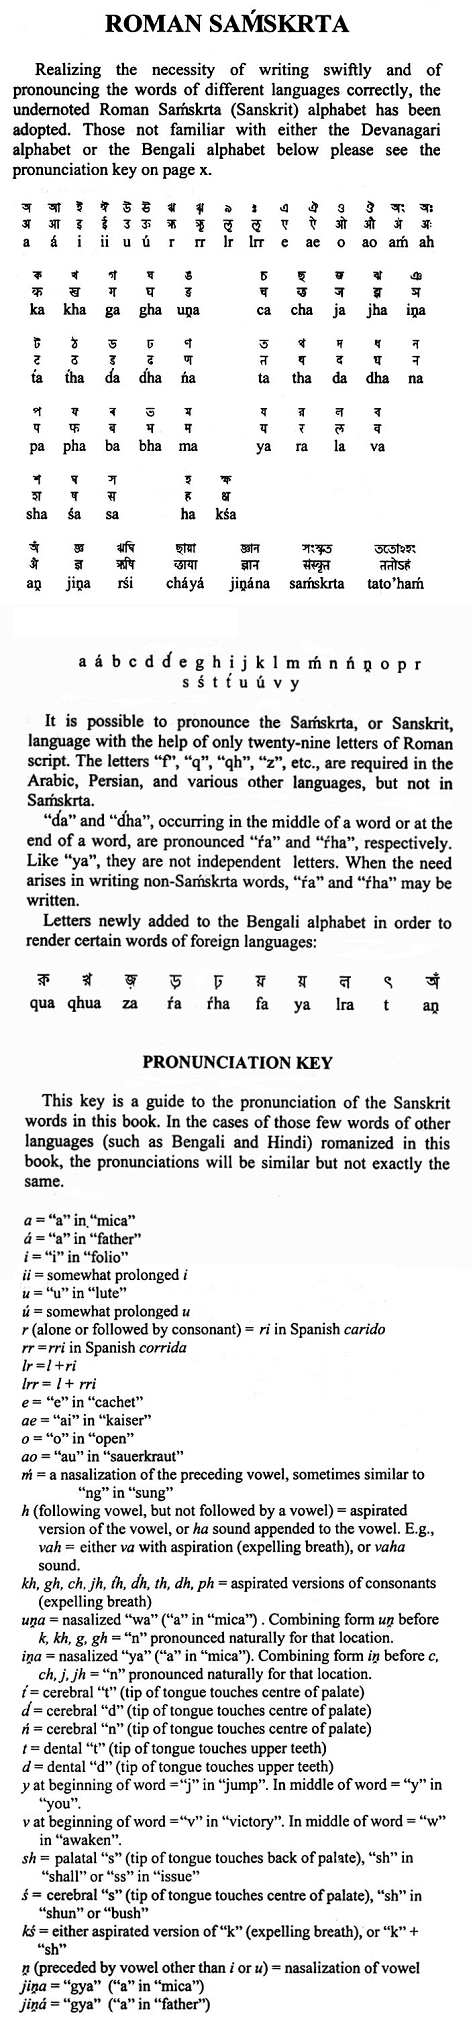 ROMAN SAḾSKRTA
Realizing the necessity of writing swiftly and of
pronouncing the words of different languages correctly, the
undernoted Roman Saḿskrta (Sanskrit) alphabet has been
adopted. Those not familiar with either the Devanagari
alphabet or the Bengali alphabet below please see the
pronunciation key on page x.
অ আ ই ঈ উ ঊ ঋ ৠ ঌ ৡ এ ঐ ও ঔ অং অঃ
अ आ इ ई उ ऊ ऋ ॠ ऌ ॡ ए ऐ ओ औ अं अः
a á i ii u ú r rr lr lrr e ae o ao aḿ ah
ক খ গ ঘ ঙ চ ছ জ ঝ ঞ
क ख ग घ ङ च छ ज झ ञ
ka kha ga gha uṋa ca cha ja jha iṋa
ট ঠ ড ঢ ণ ত থ দ ধ ন
ट ठ ड ढ ण त थ द ध न
t́a t́ha d́a d́ha ńa ta tha da dha na
প ফ ব ভ ম য র ল ব
प फ ब भ म य र ल व
pa pha ba bha ma ya ra la va
শ ষ স হ ক্ষ
श ष स ह क्ष
sha śa sa ha kśa
অঁ জ্ঞ ঋষি ছায়া জ্ঞান সংস্কৃত ততোঽহং
अँ ज्ञ ऋषि छाया ज्ञान संस्कृत ततोऽहं
aṋ jiṋa rśi cháyá jiṋána saḿskrta tato'haḿ
a á b c d d́ e g h i j k l m ḿ n ń ṋ o p r
s ś t t́ u ú v y
It is possible to pronounce the Saḿskrta, or Sanskrit,
language with the help of only twenty-nine letters of Roman
script. The letters “f”, “q”, “qh”, “z”, etc., are required in the
Arabic, Persian, and various other languages, but not in
Saḿskrta.
“d́a” and “d́ha”, occurring in the middle of a word or at the
end of a word, are pronounced “ŕa” and “ŕha”, respectively.
Like “ya”, they are not independent letters. When the need
arises in writing non-Saḿskrta words, “ŕa” and “ŕha” may be
written.
Letters newly added to the Bengali alphabet in order to
render certain words of foreign languages:
ড় ঢ় য় ৎ অঁ
qua qhua za ŕa ŕha fa ya lra t aṋ
PRONUNCIATION KEY
This key is a guide to the pronunciation of the Sanskrit
words in this book. In the cases of those few words of other
languages (such as Bengali and Hindi) romanized in this
book, the pronunciations will be similar but not exactly the
same.
a = “a” in “mica”
á = “a” in “father”
i = “i” in “folio”
ii = somewhat prolonged i
u = “u” in “lute”
ú = somewhat prolonged u
r (alone or followed by consonant) = ri in Spanish carido
rr =rri in Spanish corrida
lr =l +ri
lrr = l + rri
e = “e” in “cachet”
ae = “ai” in “kaiser”
o = “o” in “open”
ao = “au” in “sauerkraut”
ḿ = a nasalization of the preceding vowel, sometimes similar to
“ng” in “sung”
h (following vowel, but not followed by a vowel) = aspirated
version of the vowel, or ha sound appended to the vowel. E.g.,
vah = either va with aspiration (expelling breath), or vaha
sound.
kh, gh, ch, jh, t́h, d́h, th, dh, ph = aspirated versions of consonants
(expelling breath)
uṋa = nasalized “wa” (“a” in “mica”) . Combining form uṋ before
k, kh, g, gh = “n” pronounced naturally for that location.
iṋa = nasalized “ya” (“a” in “mica”). Combining form iṋ before c,
ch, j, jh = “n” pronounced naturally for that location.
t́ = cerebral “t” (tip of tongue touches centre of palate)
d́ = cerebral “d” (tip of tongue touches centre of palate)
ń = cerebral “n” (tip of tongue touches centre of palate)
t = dental “t” (tip of tongue touches upper teeth)
d = dental “d” (tip of tongue touches upper teeth)
y at beginning of word =“j” in “jump”. In middle of word = “y” in
“you”.
v at beginning of word =“v” in “victory”. In middle of word = “w”
in “awaken”.
sh = palatal “s” (tip of tongue touches back of palate), “sh” in
“shall” or “ss” in “issue”
ś = cerebral “s” (tip of tongue touches centre of palate), “sh” in
“shun” or “bush”
kś = either aspirated version of “k” (expelling breath), or “k” +
“sh”
ṋ (preceded by vowel other than i or u) = nasalization of vowel
jiṋa = “gya” (“a” in “mica”)
jiṋá = “gya” (“a” in “father”)